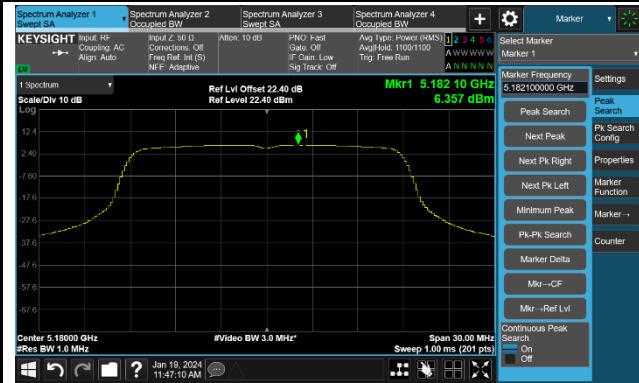 Spectrum Analyzer 1
Swept SA
Spectrum Analyzer 2
Occupied BW
Spectrum Analyzer 3
Swept SA
Spectrum Analyzer 4
Occupied BW
+
Marker
KEYSIGHT
Input: RF
Coupling: AC
Align: Auto
Input Z: 50 Ω
Corrections: Off
Freq Ref: Int (S)
NFE: Adaptive
Atten: 10 dB
PNO: Fast
Gate: Off
IF Gain: Low
Sig Track: Off
Avg Type: Power (RMS)
Avg|Hold: 1100/1100
Trig: Free Run
1 2 3 4 5 6
A W W W W W
A N N N N N
Select Marker
Marker 1
LXI
1 Spectrum
Scale/Div 10 dB
Ref Lvl Offset 22.40 dB
Ref Level 22.40 dBm
Mkr1 5.182 10 GHz
6.357 dBm
Log
12.4
2.40
-7.60
-17.6
-27.6
-37.6
-47.6
-57.6
-67.6
1
Center 5.18000 GHz
#Res BW 1.0 MHz
#Video BW 3.0 MHz*
Span 30.00 MHz
Sweep 1.00 ms (201 pts)
Marker Frequency
5.182100000 GHz
Peak Search
Next Peak
Next Pk Right
Next Pk Left
Minimum Peak
Pk-Pk Search
Marker Delta
Mkr→CF
Mkr→Ref Lvl
Continuous Peak
Search
On
Off
Settings
Peak
Search
Pk Search
Config
Properties
Marker
Function
Marker→
Counter
?
Jan 19, 2024
11:47:10 AM